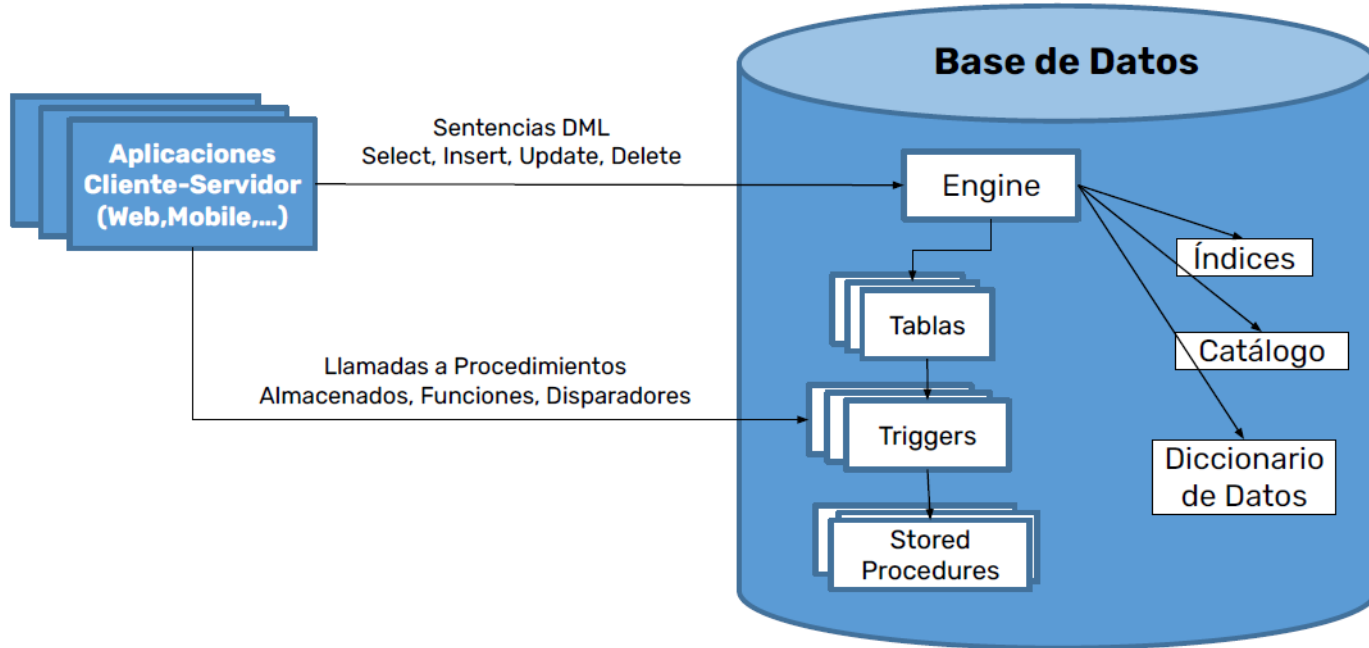 Base de Datos
Aplicaciones
Cliente-Servidor
(Web,Mobile,...)
Sentencias DML
Select, Insert, Update, Delete
Engine
Índices
Tablas
Catálogo
Llamadas a Procedimientos
Almacenados, Funciones, Disparadores
Triggers
Diccionario
de Datos
Stored
Procedures